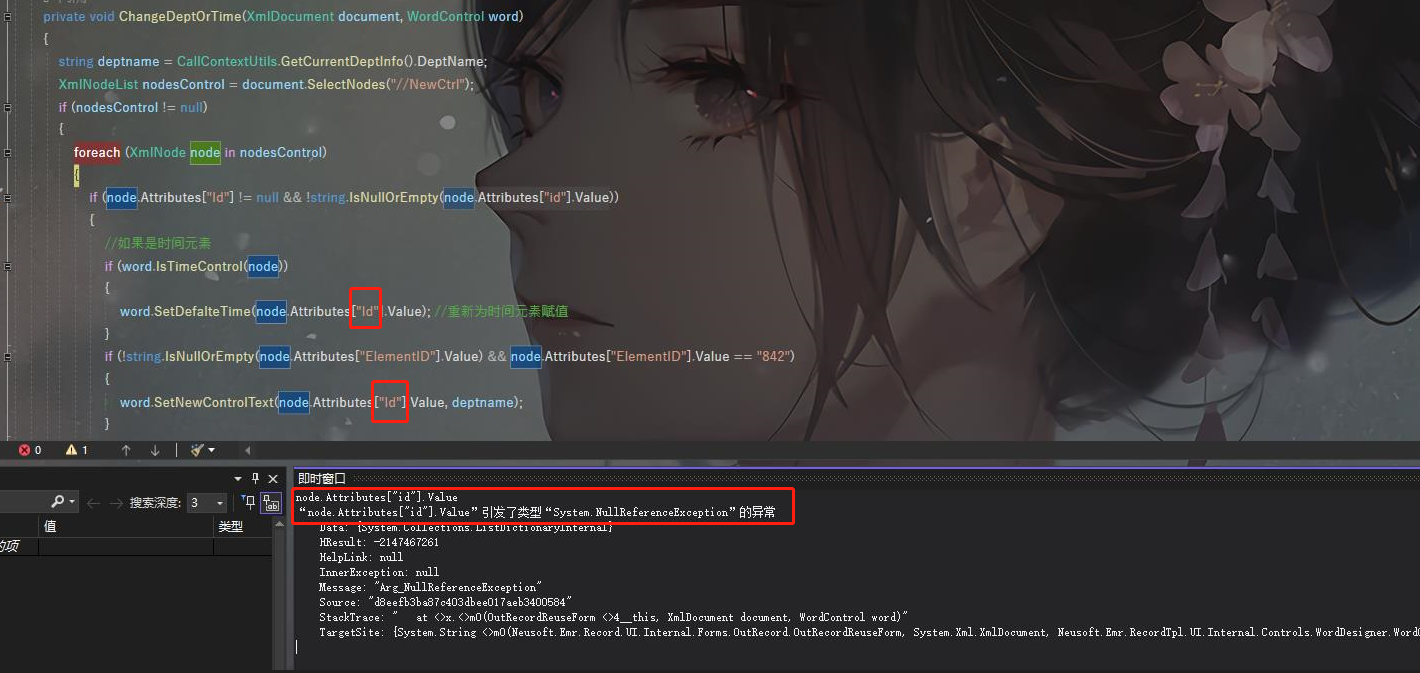 private void ChangeDeptOrTime(XmlDocument document, WordControl word)
{
string deptname = CallContextUtils.GetCurrentDeptInfo().DeptName;
XmlNodeList nodesControl = document.SelectNodes("//NewCtrl");
if (nodesControl != null)
{
foreach (XmlNode node in nodesControl)
{
if (node.Attributes["Id"] != null && !string.IsNullOrEmpty(node.Attributes["id"].Value))
{
//如果是时间元素
if (word.IsTimeControl(node))
{
word.SetDefalteTime(node.Attributes["Id"].Value); //重新为时间元素赋值
}
if (!string.IsNullOrEmpty(node.Attributes["ElementID"].Value) && node.Attributes["ElementID"].Value == "842")
{
word.SetNewControlText(node.Attributes["Id"].Value, deptname);
}
0 1
即时窗口
搜索深度: 3
值 类型
的项
node.Attributes["id"].Value
“node.Attributes["id"].Value”引发了类型“System.NullReferenceException”的异常
Data: {System.Collections.ListDictionaryInternal}
HResult: -2147467261
HelpLink: null
InnerException: null
Message: "Arg_NullReferenceException"
Source: "d8eefb3ba87c403dbee017aeb3400584"
StackTrace: " at <>x.<>m0(OutRecordReuseForm <>4__this, XmlDocument document, WordControl word)"
TargetSite: {System.String <>m0(Neusoft.Emr.Record.UI.Internal.Forms.OutRecord.OutRecordReuseForm, System.Xml.XmlDocument, Neusoft.Emr.RecordTpl.UI.Internal.Controls.WordDesigner.WordC